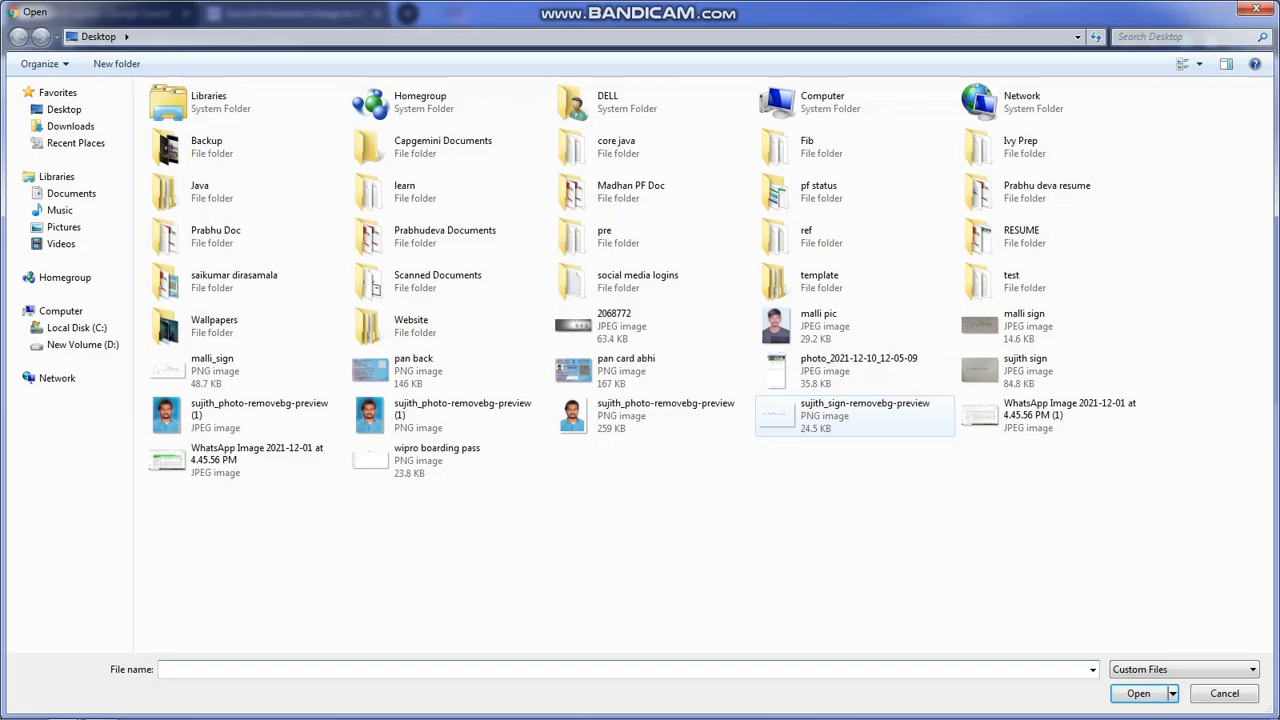 Open
www.BANDICAM.com
Desktop
Search Desktop
Organize
New folder
Favorites
Desktop
Downloads
Recent Places
Libraries
Documents
Music
Pictures
Videos
Homegroup
Computer
Local Disk (C:)
New Volume (D:)
Network
Libraries
System Folder
Homegroup
System Folder
DELL
System Folder
Computer
System Folder
Network
System Folder
Backup
File folder
Capgemini Documents
File folder
core java
File folder
Fib
File folder
Ivy Prep
File folder
Java
File folder
learn
File folder
Madhan PF Doc
File folder
pf status
File folder
Prabhu deva resume
File folder
Prabhu Doc
File folder
Prabhudeva Documents
File folder
pre
File folder
ref
File folder
RESUME
File folder
saikumar dirasamala
File folder
Scanned Documents
File folder
social media logins
File folder
template
File folder
test
File folder
Wallpapers
File folder
Website
File folder
2068772
JPEG image
63.4 KB
malli pic
JPEG image
29.2 KB
malli sign
JPEG image
14.6 KB
malli_sign
PNG image
48.7 KB
pan back
PNG image
146 KB
pan card abhi
PNG image
167 KB
photo_2021-12-10_12-05-09
JPEG image
35.8 KB
sujith sign
JPEG image
84.8 KB
sujith_photo-removebg-preview
(1)
JPEG image
sujith_photo-removebg-preview
(1)
PNG image
sujith_photo-removebg-preview
PNG image
259 KB
sujith_sign-removebg-preview
PNG image
24.5 KB
WhatsApp Image 2021-12-01 at
4.45.56 PM (1)
JPEG image
WhatsApp Image 2021-12-01 at
4.45.56 PM
JPEG image
wipro boarding pass
PNG image
23.8 KB
File name:
Custom Files
Open
Cancel